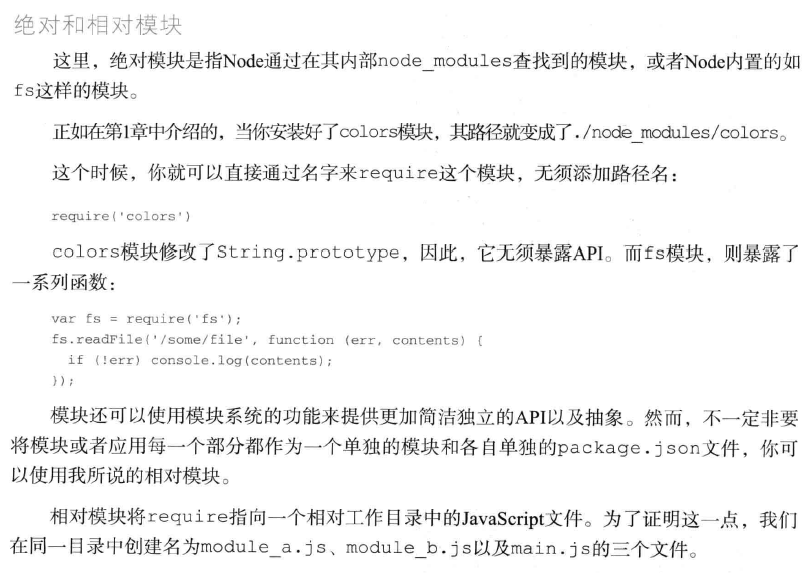 绝对和相对模块
这里，绝对模块是指Node通过在其内部node_modules查找到的模块，或者Node内置的如
fs这样的模块。
正如在第1章中介绍的，当你安装好了colors模块，其路径就变成了./node_modules/colors。
这个时候，你就可以直接通过名字来require这个模块，无须添加路径名：
require('colors')
colors模块修改了String.prototype，因此，它无须暴露API。而fs模块，则暴露了
一系列函数：
var fs = require('fs');
fs.readFile('/some/file', function (err, contents) {
if (!err) console.log(contents);
});
模块还可以使用模块系统的功能来提供更加简洁独立的API以及抽象。然而，不一定非要
将模块或者应用每一个部分都作为一个单独的模块和各自单独的package.json文件，你可
以使用我所说的相对模块。
相对模块将require指向一个相对工作目录中的JavaScript文件。为了证明这一点，我们
在同一目录中创建名为module_a.js、module_b.js以及main.js的三个文件。